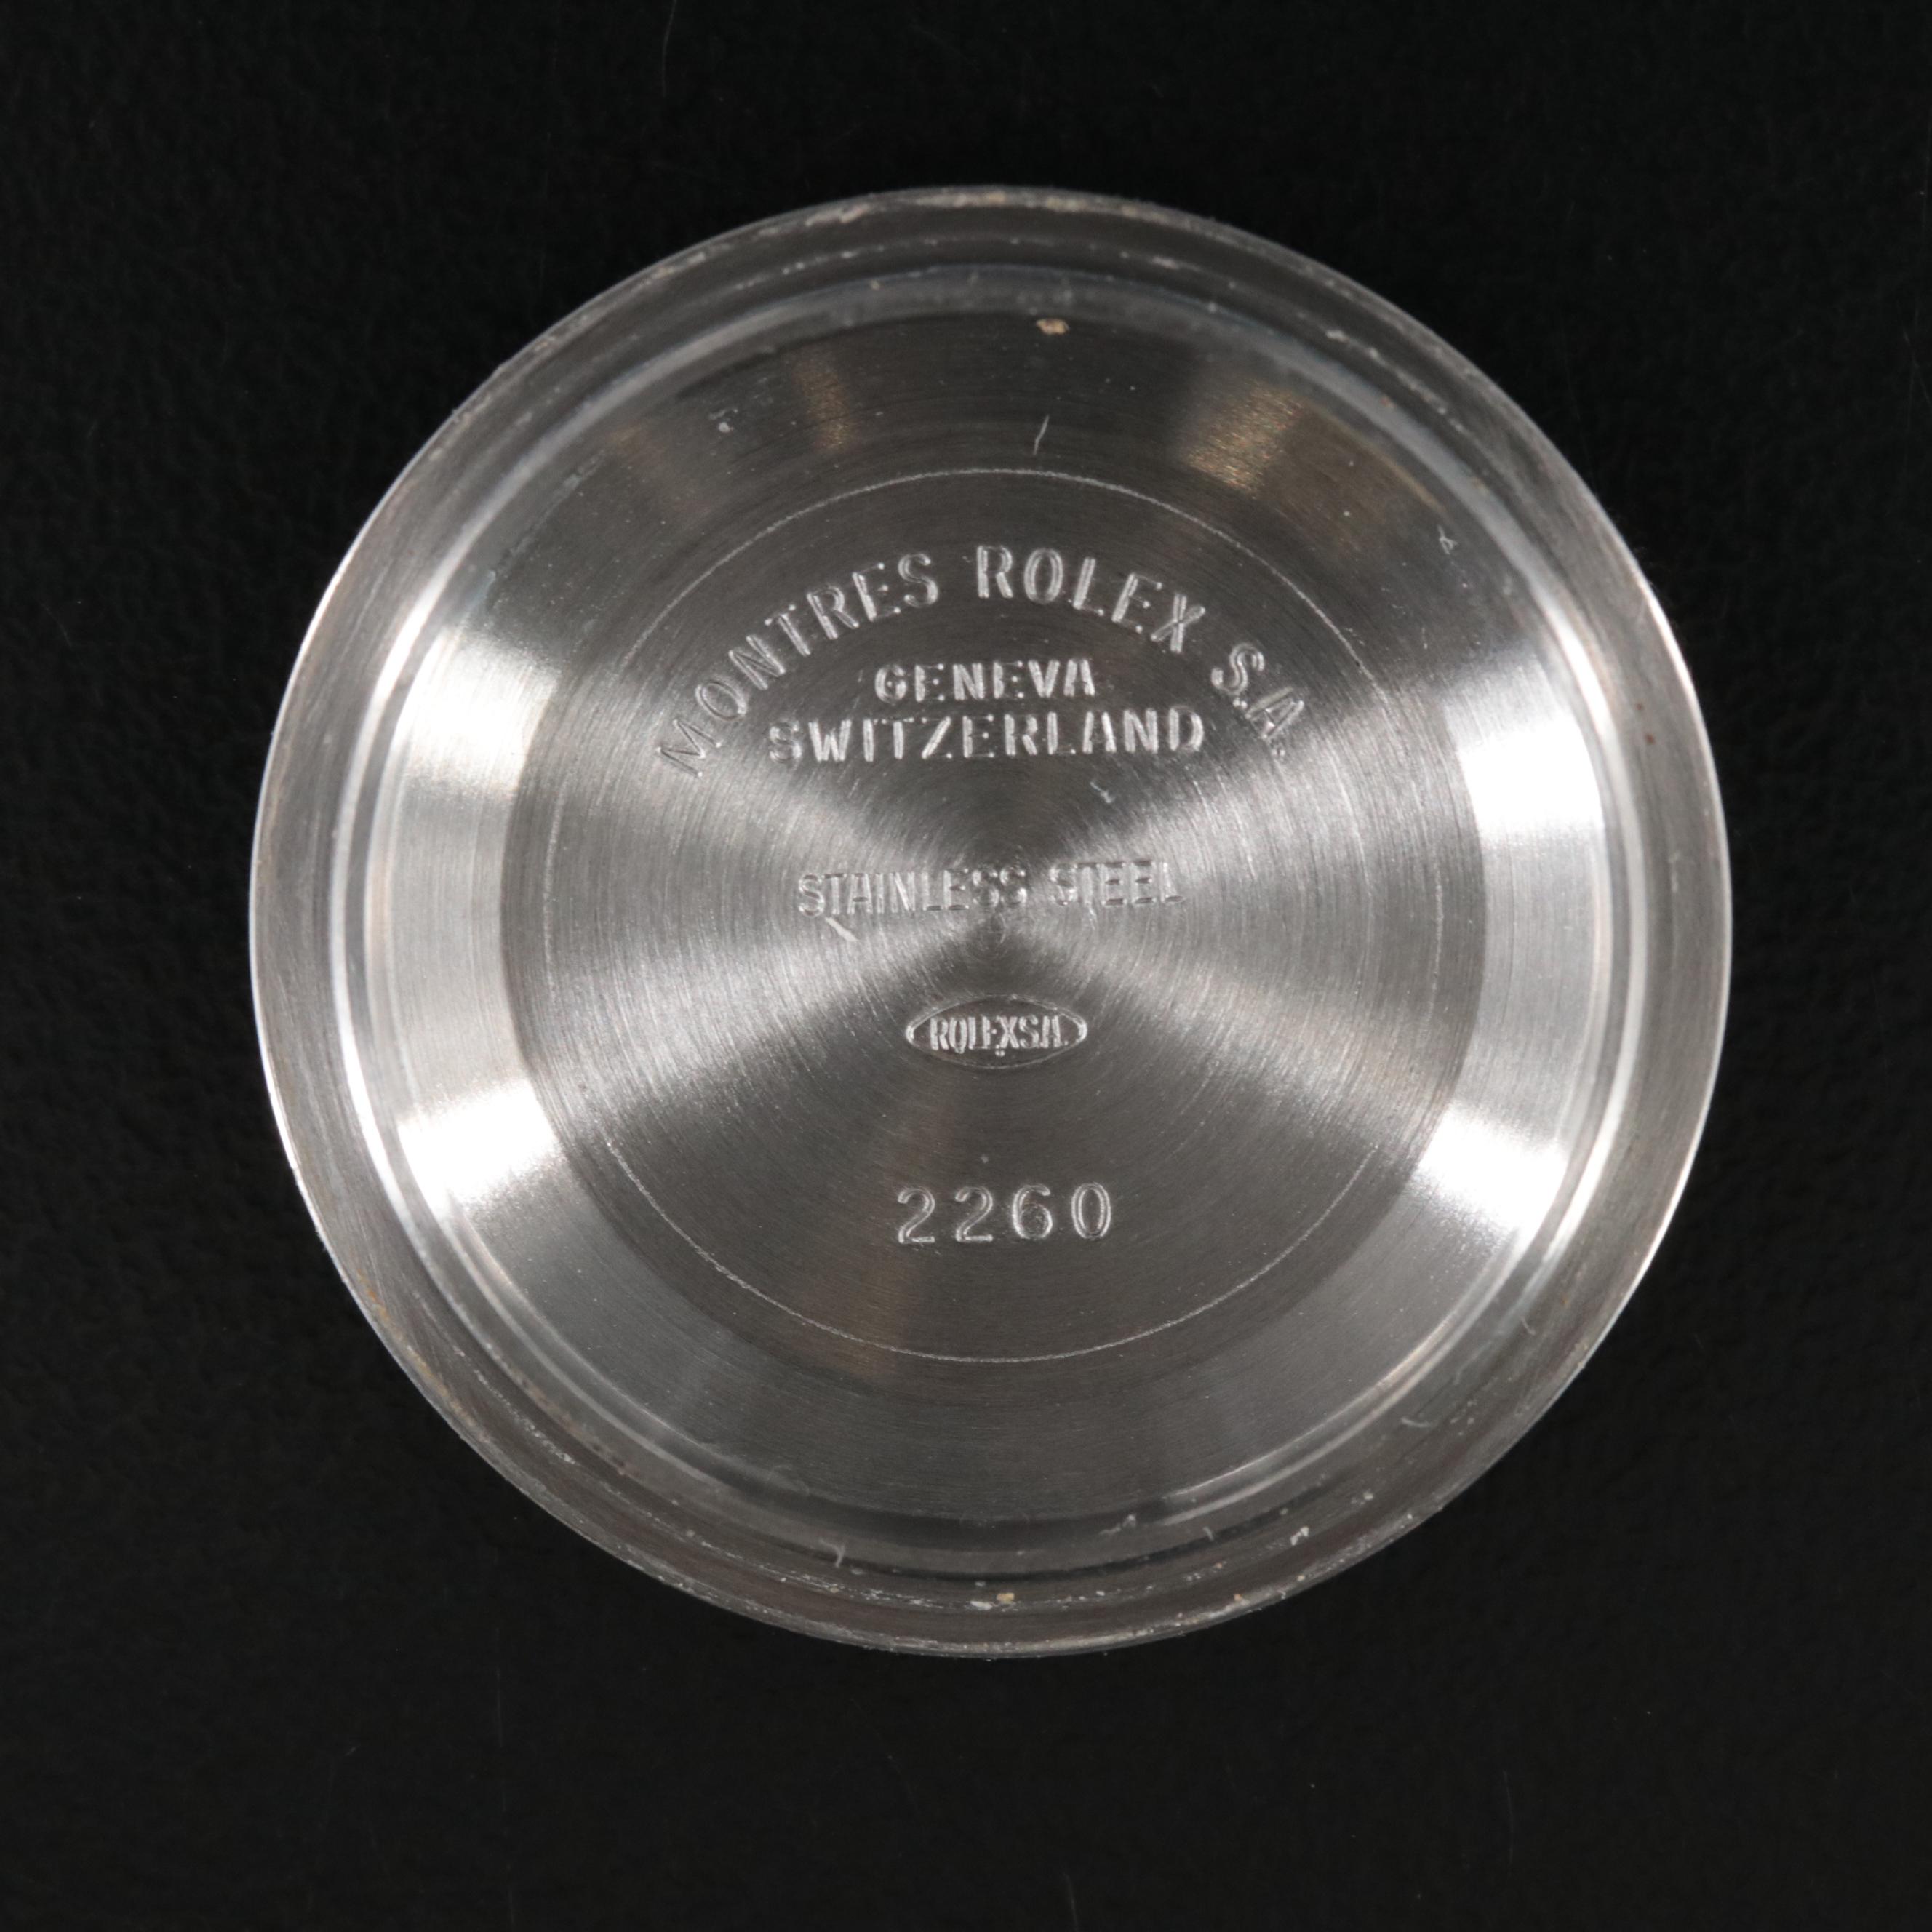 MONTRES ROLEX S.A.
GENEVA
SWITZERLAND
STAINLESS STEEL
ROLEX S.A.
2260